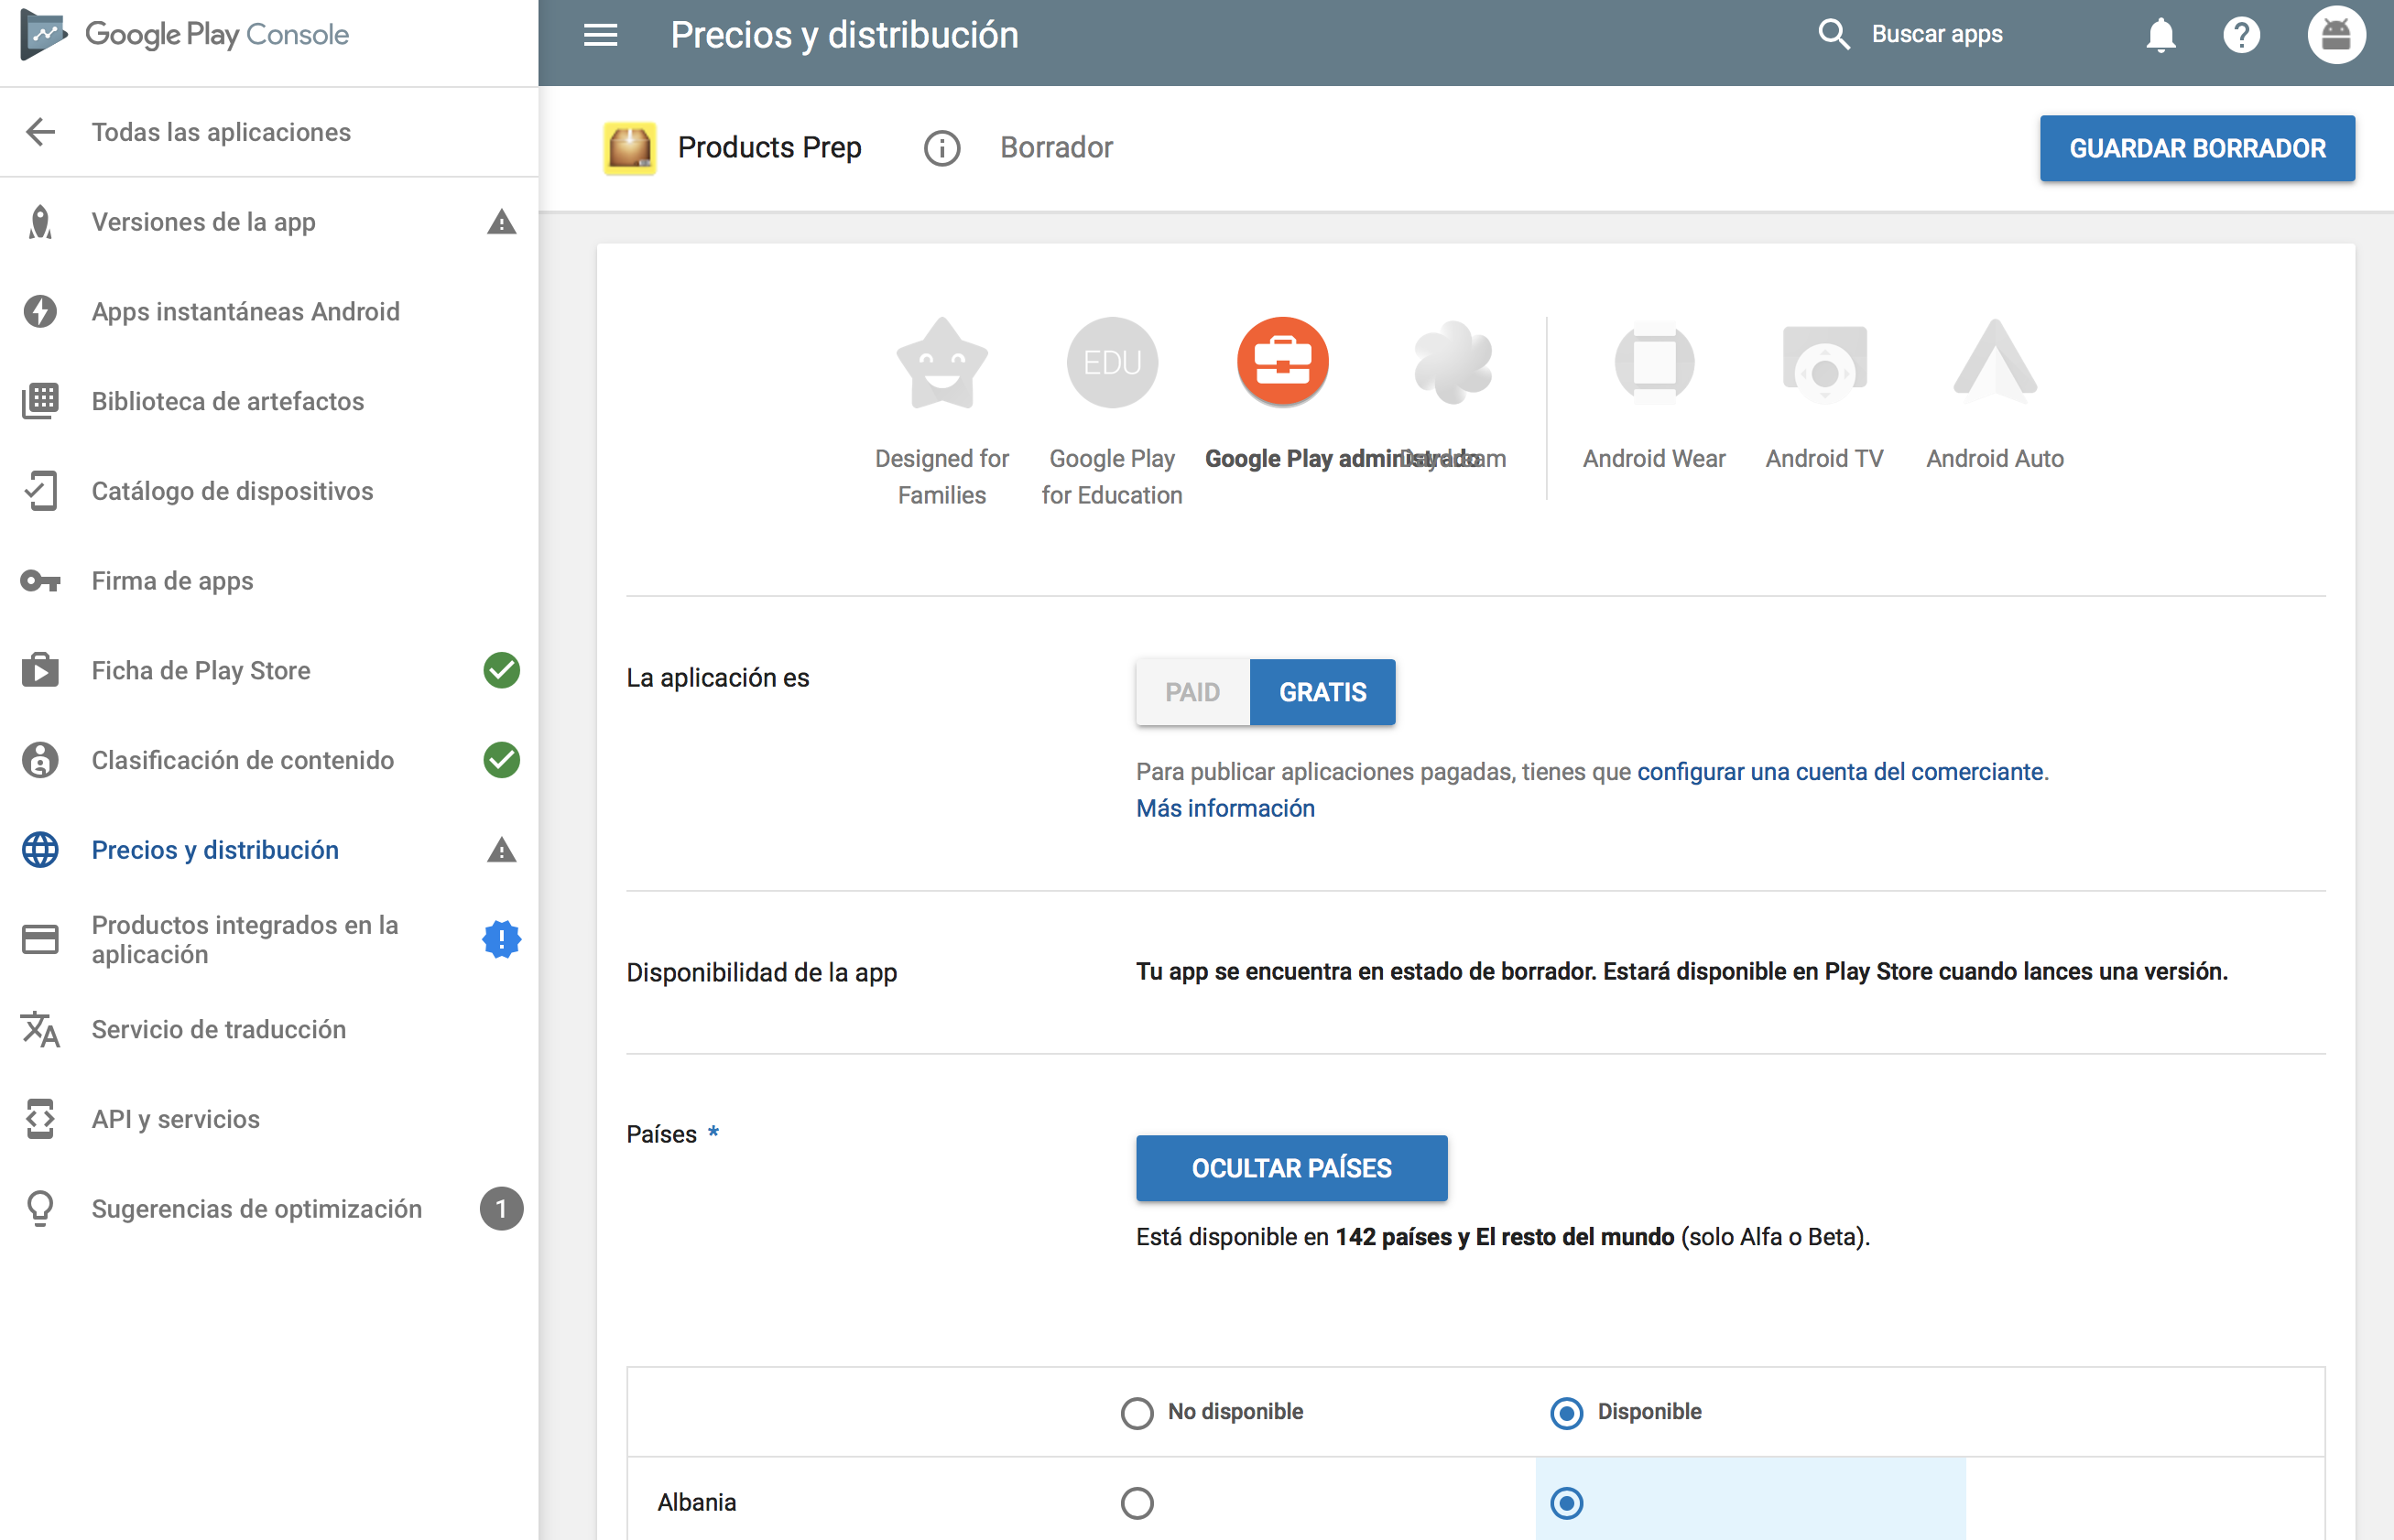 Google Play Console
Precios y distribución
Buscar apps
Todas las aplicaciones
Products Prep
Borrador
GUARDAR BORRADOR
Versiones de la app
Apps instantáneas Android
Biblioteca de artefactos
Catálogo de dispositivos
Firma de apps
Ficha de Play Store
Clasificación de contenido
Precios y distribución
Productos integrados en la
aplicación
Servicio de traducción
API y servicios
Sugerencias de optimización
1
EDU
Designed for
Families
Google Play
for Education
Google Play administrado
Daydream
Android Wear
Android TV
Android Auto
La aplicación es
PAID
GRATIS
Para publicar aplicaciones pagadas, tienes que configurar una cuenta del comerciante.
Más información
Disponibilidad de la app
Tu app se encuentra en estado de borrador. Estará disponible en Play Store cuando lances una versión.
Países *
OCULTAR PAÍSES
Está disponible en 142 países y El resto del mundo (solo Alfa o Beta).
No disponible
Disponible
Albania